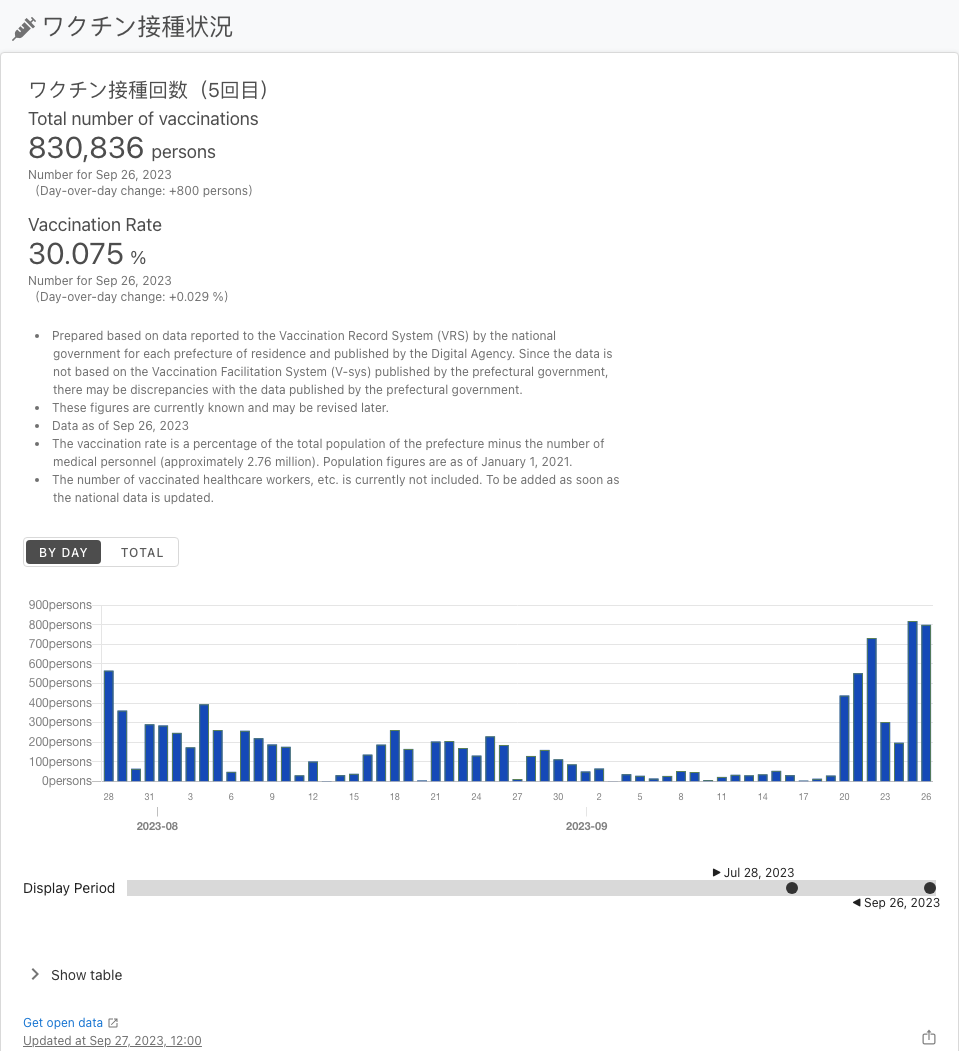 ワクチン接種状況
ワクチン接種回数（5回目）
Total number of vaccinations
830,836 persons
Number for Sep 26, 2023
(Day-over-day change: +800 persons)
Vaccination Rate
30.075 %
Number for Sep 26, 2023
(Day-over-day change: +0.029 %)
• Prepared based on data reported to the Vaccination Record System (VRS) by the national
government for each prefecture of residence and published by the Digital Agency. Since the data is
not based on the Vaccination Facilitation System (V-sys) published by the prefectural government,
there may be discrepancies with the data published by the prefectural government.
• These figures are currently known and may be revised later.
• Data as of Sep 26, 2023
• The vaccination rate is a percentage of the total population of the prefecture minus the number of
medical personnel (approximately 2.76 million). Population figures are as of January 1, 2021.
• The number of vaccinated healthcare workers, etc. is currently not included. To be added as soon as
the national data is updated.
BY DAY TOTAL
900persons
800persons
700persons
600persons
500persons
400persons
300persons
200persons
100persons
0persons
28 31 3 6 9 12 15 18 21 24 27 30 2 5 8 11 14 17 20 23 26
2023-08 2023-09
Jul 28, 2023
Display Period
Sep 26, 2023
Show table
Get open data
Updated at Sep 27, 2023, 12:00